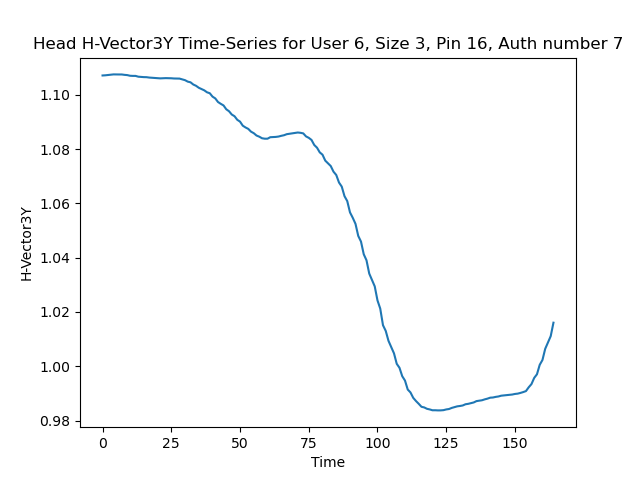 Head H-Vector3Y Time-Series for User 6, Size 3, Pin 16, Auth number 7
H-Vector3Y
1.10
1.08
1.06
1.04
1.02
1.00
0.98
0 25 50 75 100 125 150
Time